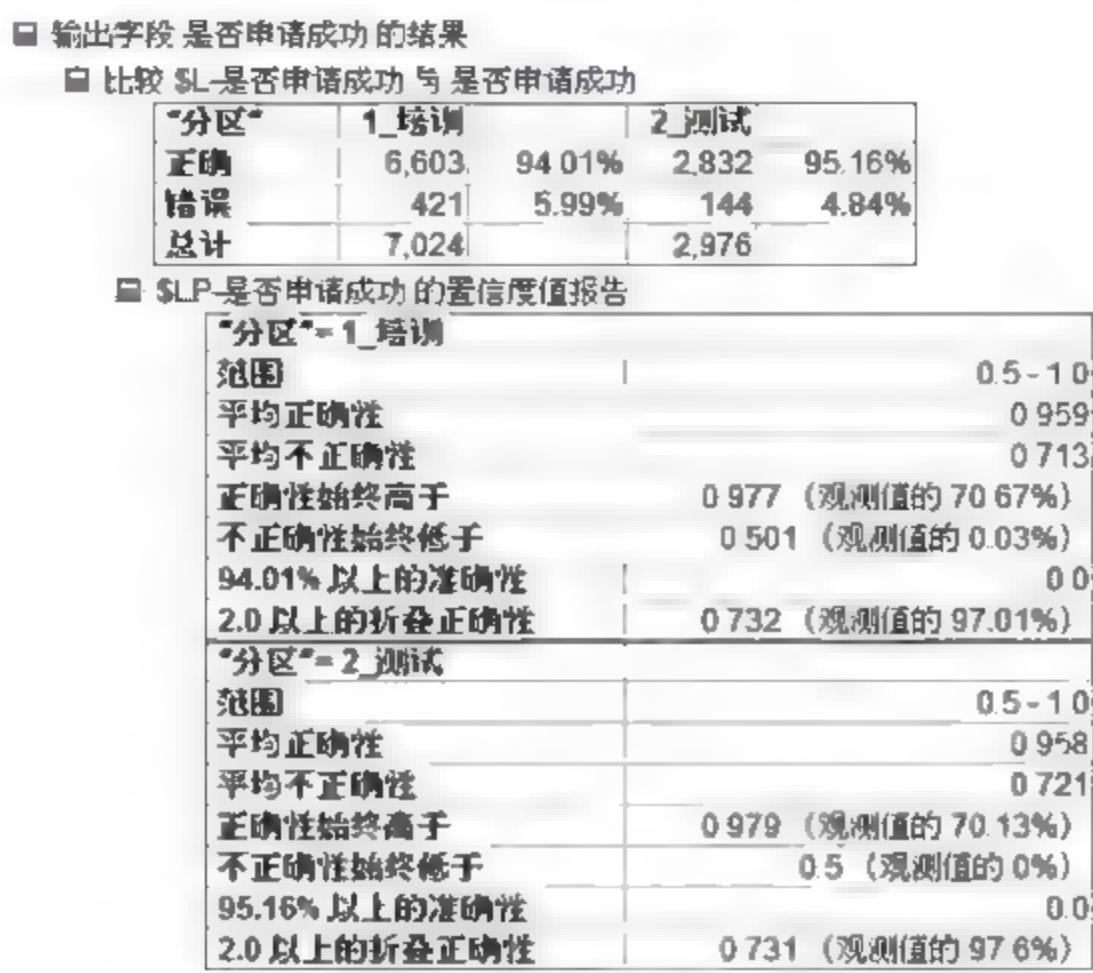 输出字段 是否申请成功 的结果
比较 $L-是否申请成功 与 是否申请成功
"分区" 1_培训 2_测试
正确 6,603 94.01% 2,832 95.16%
错误 421 5.99% 144 4.84%
总计 7,024 2,976
$LP-是否申请成功 的置信度值报告
"分区"= 1_培训
范围 0.5 - 1.0
平均正确性 0.959
平均不正确性 0.713
正确性始终高于 0.977 (观测值的 70.67%)
不正确性始终低于 0.501 (观测值的 0.03%)
94.01% 以上的准确性 0.0
2.0 以上的折叠正确性 0.732 (观测值的 97.01%)
"分区"= 2_测试
范围 0.5 - 1.0
平均正确性 0.958
平均不正确性 0.721
正确性始终高于 0.979 (观测值的 70.13%)
不正确性始终低于 0.5 (观测值的 0%)
95.16% 以上的准确性 0.0
2.0 以上的折叠正确性 0.731 (观测值的 97.6%)